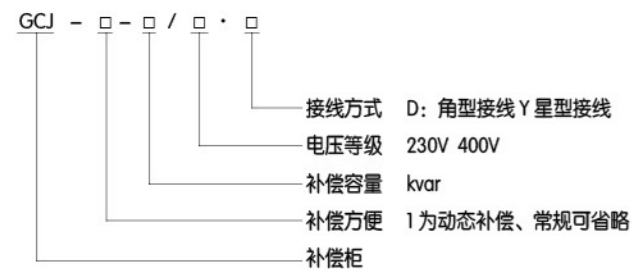 GCJ - □ - □ / □ · □
接线方式 D：角型接线 Y 星型接线
电压等级 230V 400V
补偿容量 kvar
补偿方便 1为动态补偿、常规可省略
补偿柜